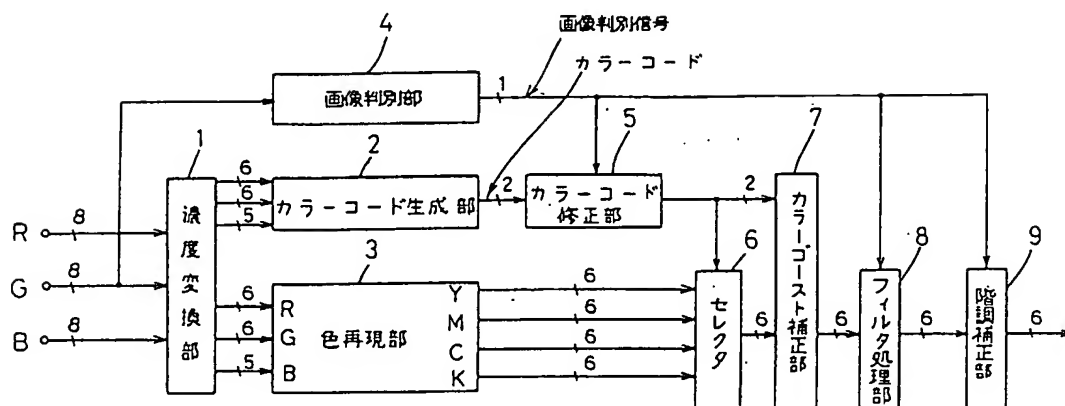 4
画像判別信号
カラーコード
画像判別部
1
5
7
1
2
濃度変換部
6
6
5
カラーコード生成部
2
カラーコード
修正部
2
カラーゴースト補正部
R
8
G
8
B
8
3
6
8
9
6
6
5
R
G
B
色再現部
Y
M
C
K
6
6
6
6
セレクタ
6
6
フィルタ処理部
6
階調補正部
6